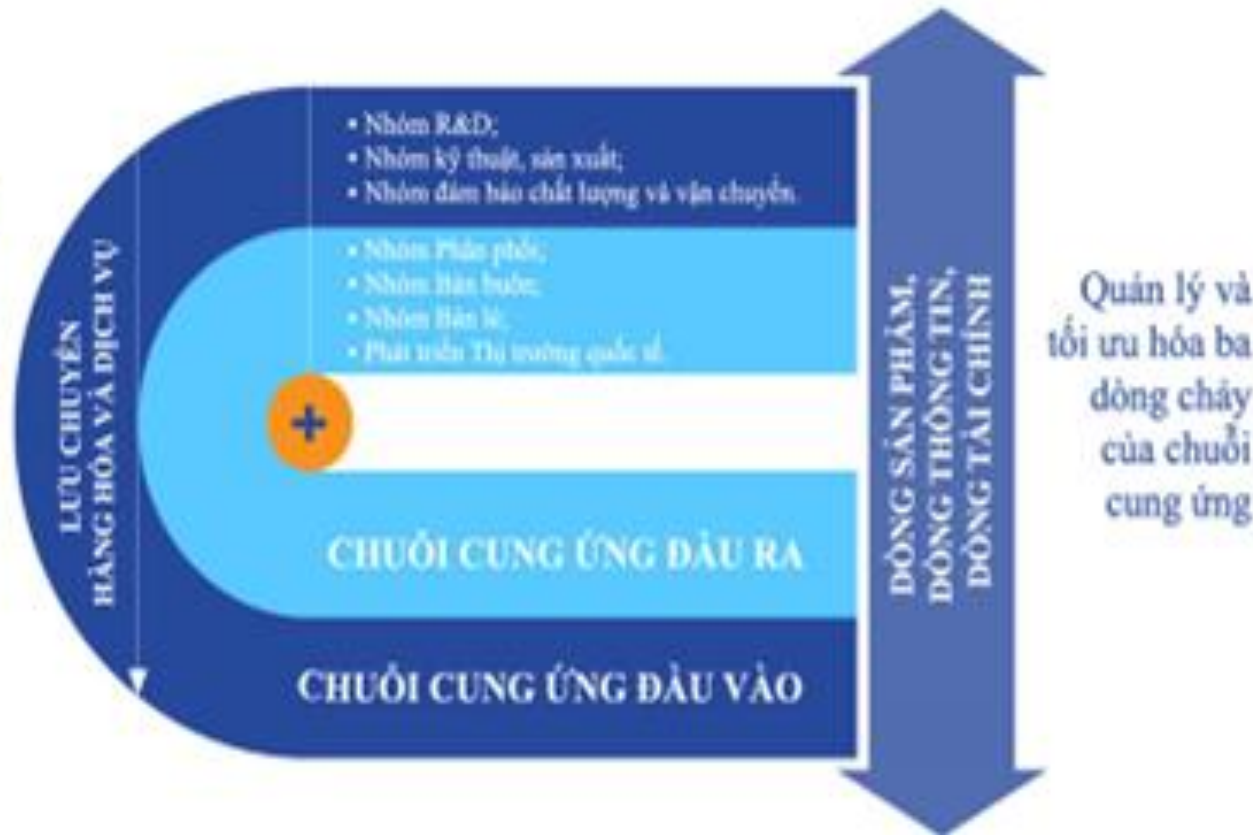 • Nhóm R&D;
• Nhóm kỹ thuật, sản xuất;
• Nhóm đảm bảo chất lượng và vận chuyển.
• Nhóm Phân phối;
• Nhóm Bán buôn;
• Nhóm Bán lẻ;
• Phát triển Thị trường quốc tế.
LƯU CHUYỂN
HÀNG HÓA VÀ DỊCH VỤ
+
CHUỖI CUNG ỨNG ĐẦU RA
CHUỖI CUNG ỨNG ĐẦU VÀO
DÒNG SẢN PHẨM,
DÒNG THÔNG TIN,
DÒNG TÀI CHÍNH
Quản lý và
tối ưu hóa ba
dòng chảy
của chuỗi
cung ứng